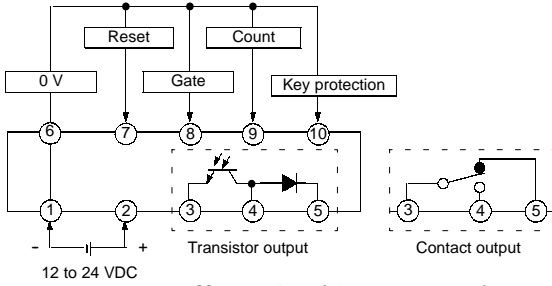 Reset
Count
0 V
Gate
Key protection
6 7 8 9 10
1 2 3 4 5
3 4 5
- +
Transistor output
Contact output
12 to 24 VDC